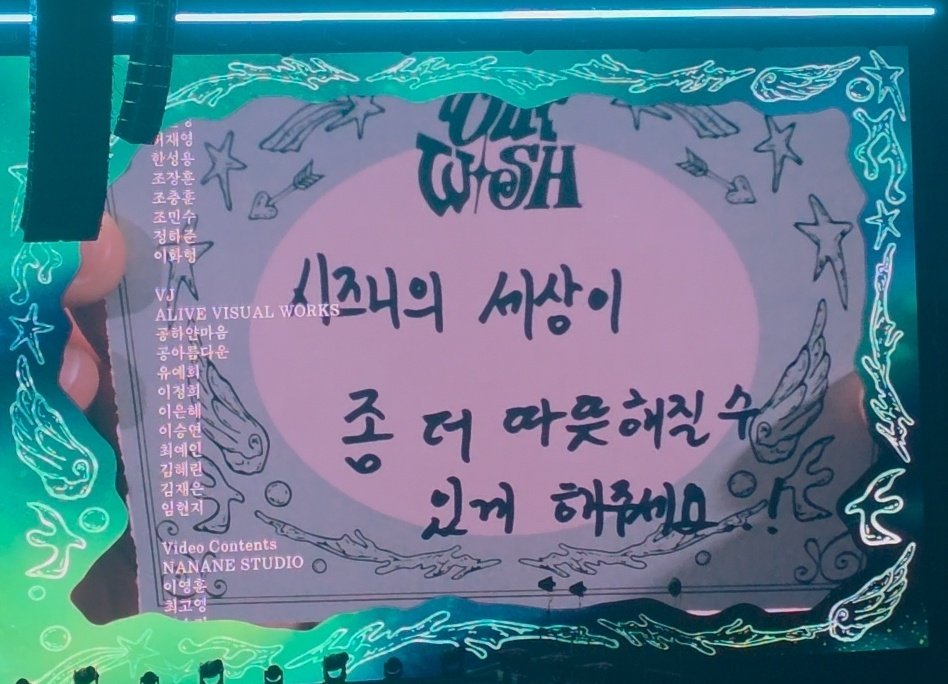 Our
WISH
시즈니의 세상이
좀 더 따뜻해질 수
있게 해주세요..!
허재영
한성용
조장훈
조충훈
조민수
정하준
이화형
VJ
ALIVE VISUAL WORKS
공하얀마음
공아름다운
유예희
이정희
이은혜
이승연
최예인
김혜린
김재은
임현지
Video Contents
NANANE STUDIO
이영훈
최고영